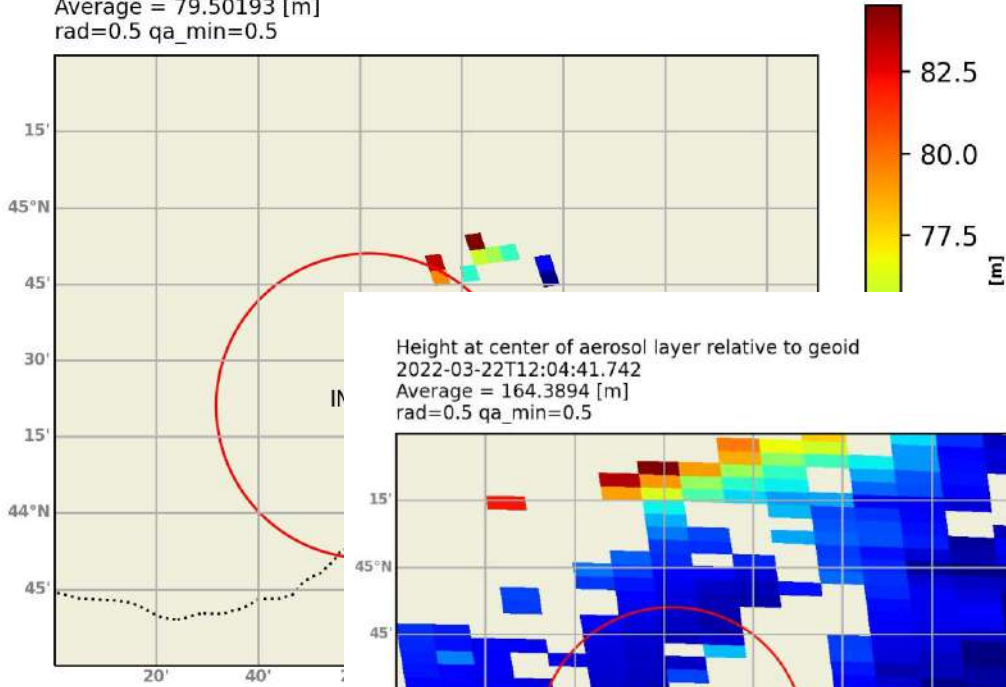 Average = 79.50193 [m]
rad=0.5 qa_min=0.5
82.5
80.0
77.5
[m]
15'
45°N
45'
30'
15'
44°N
45'
20'
40'
Height at center of aerosol layer relative to geoid
2022-03-22T12:04:41.742
Average = 164.3894 [m]
rad=0.5 qa_min=0.5
15'
45°N
45'